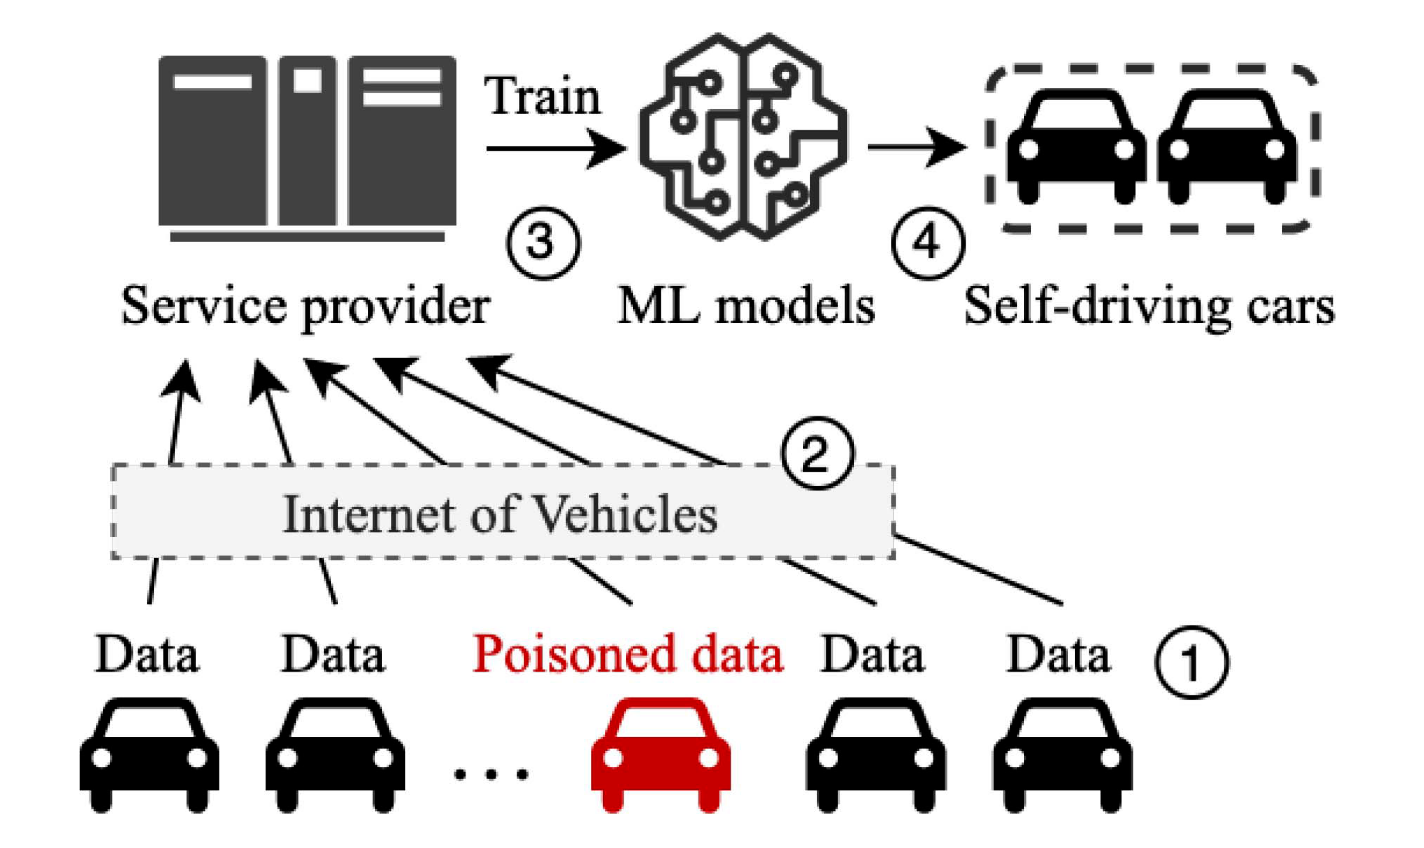 Train
③
④
Service provider
ML models
Self-driving cars
②
Internet of Vehicles
Data
Data
Poisoned data
Data
Data
①
...